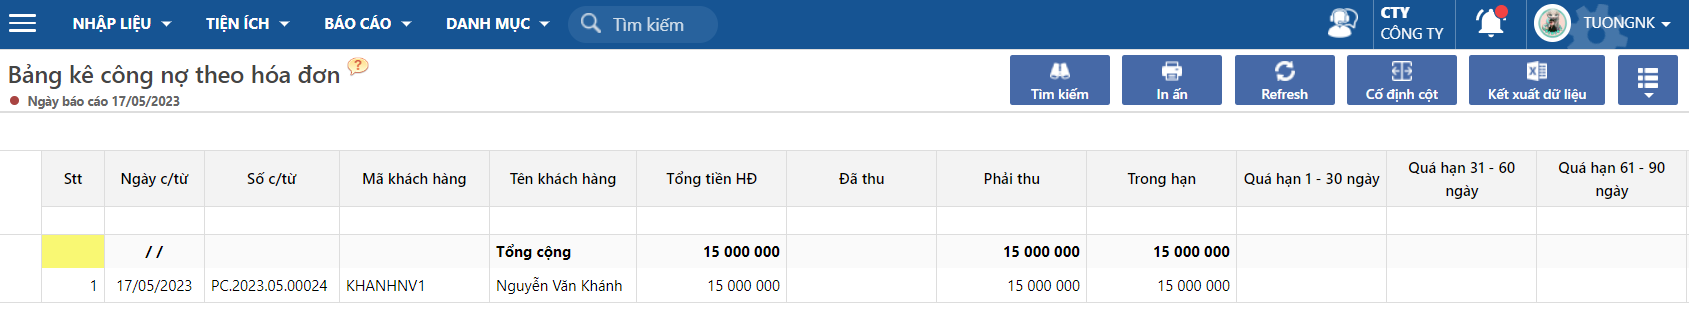 NHẬP LIỆU TIỆN ÍCH BÁO CÁO DANH MỤC Tìm kiếm CTY CÔNG TY TUONGNK
Bảng kê công nợ theo hóa đơn ?
Ngày báo cáo 17/05/2023
Tìm kiếm In ấn Refresh Cố định cột Kết xuất dữ liệu
Stt Ngày c/từ Số c/từ Mã khách hàng Tên khách hàng Tổng tiền HĐ Đã thu Phải thu Trong hạn Quá hạn 1 - 30 ngày Quá hạn 31 - 60 ngày Quá hạn 61 - 90 ngày
/ / Tổng cộng 15 000 000 15 000 000 15 000 000
1 17/05/2023 PC.2023.05.00024 KHANHNV1 Nguyễn Văn Khánh 15 000 000 15 000 000 15 000 000